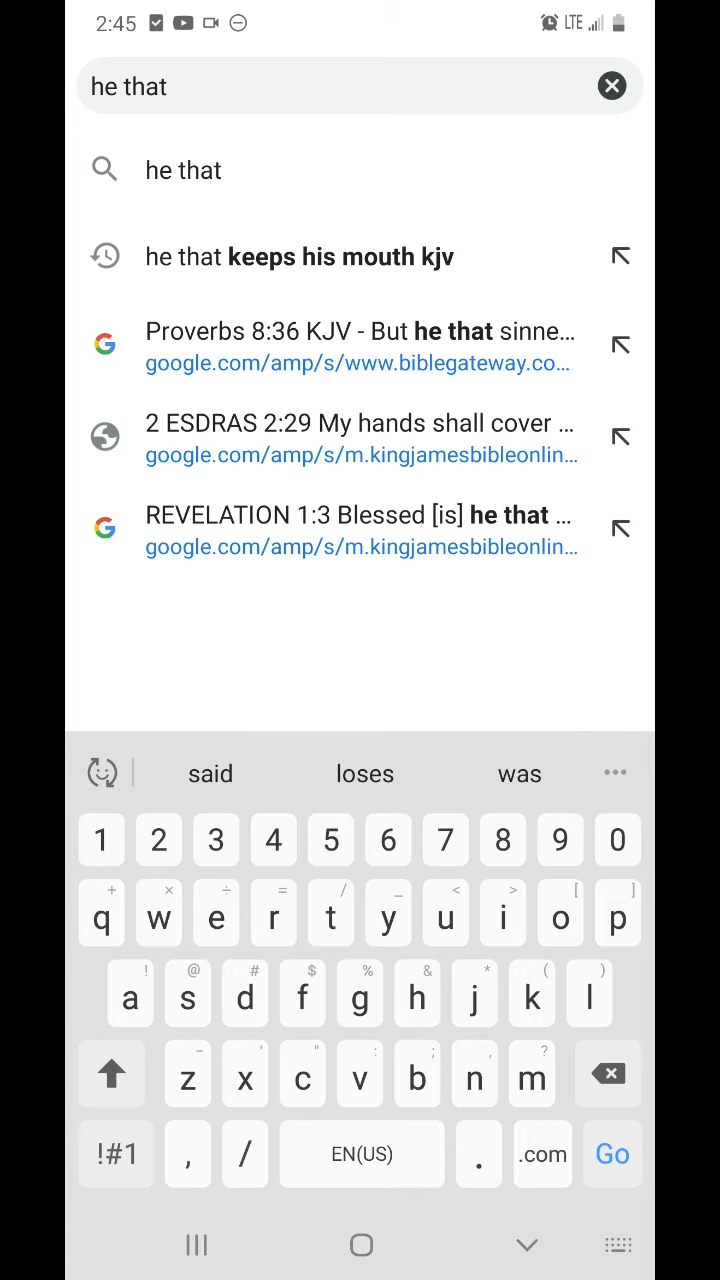 2:45 LTE
he that
he that
he that keeps his mouth kjv
Proverbs 8:36 KJV - But he that sinne...
google.com/amp/s/www.biblegateway.co...
2 ESDRAS 2:29 My hands shall cover ...
google.com/amp/s/m.kingjamesbibleonlin...
REVELATION 1:3 Blessed [is] he that ...
google.com/amp/s/m.kingjamesbibleonlin...
said loses was
1 2 3 4 5 6 7 8 9 0
+ × ÷ = / _ < > [ ]
q w e r t y u i o p
! @ # $ % & * ( )
a s d f g h j k l
- ' " : ; , ?
z x c v b n m
!#1 , / EN(US) . .com Go